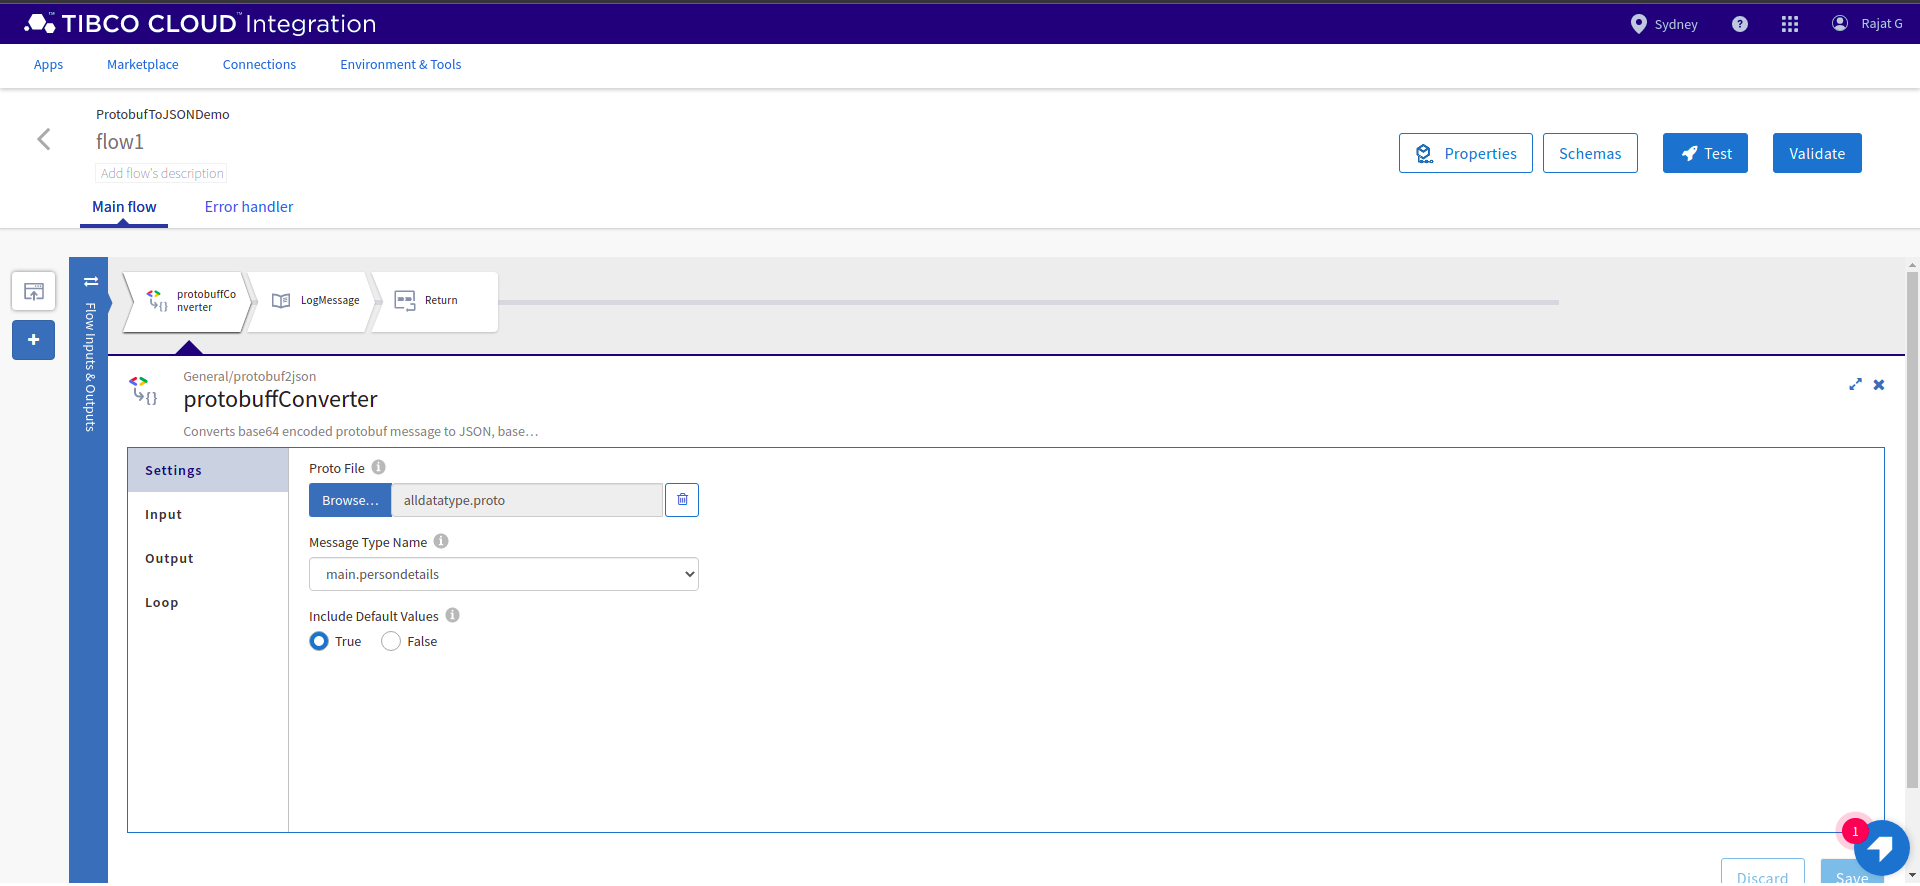 TIBCO CLOUD™ Integration
Sydney
?
Rajat G
Apps
Marketplace
Connections
Environment & Tools
ProtobufToJSONDemo
flow1
Add flow's description
Properties
Schemas
Test
Validate
Main flow
Error handler
Flow Inputs & Outputs
protobuffCo
nverter
LogMessage
Return
General/protobuf2json
protobuffConverter
Converts base64 encoded protobuf message to JSON, base...
Settings
Input
Output
Loop
Proto File
Browse...
alldatatype.proto
Message Type Name
main.persondetails
Include Default Values
True
False
1
Discard
Save